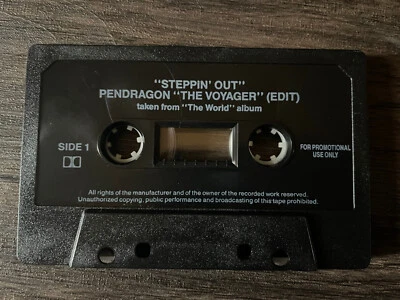 "STEPPIN' OUT"
PENDRAGON "THE VOYAGER" (EDIT)
taken from "The World" album
SIDE 1
FOR PROMOTIONAL
USE ONLY
All rights of the manufacturer and of the owner of the recorded work reserved.
Unauthorized copying, public performance and broadcasting of this tape prohibited.